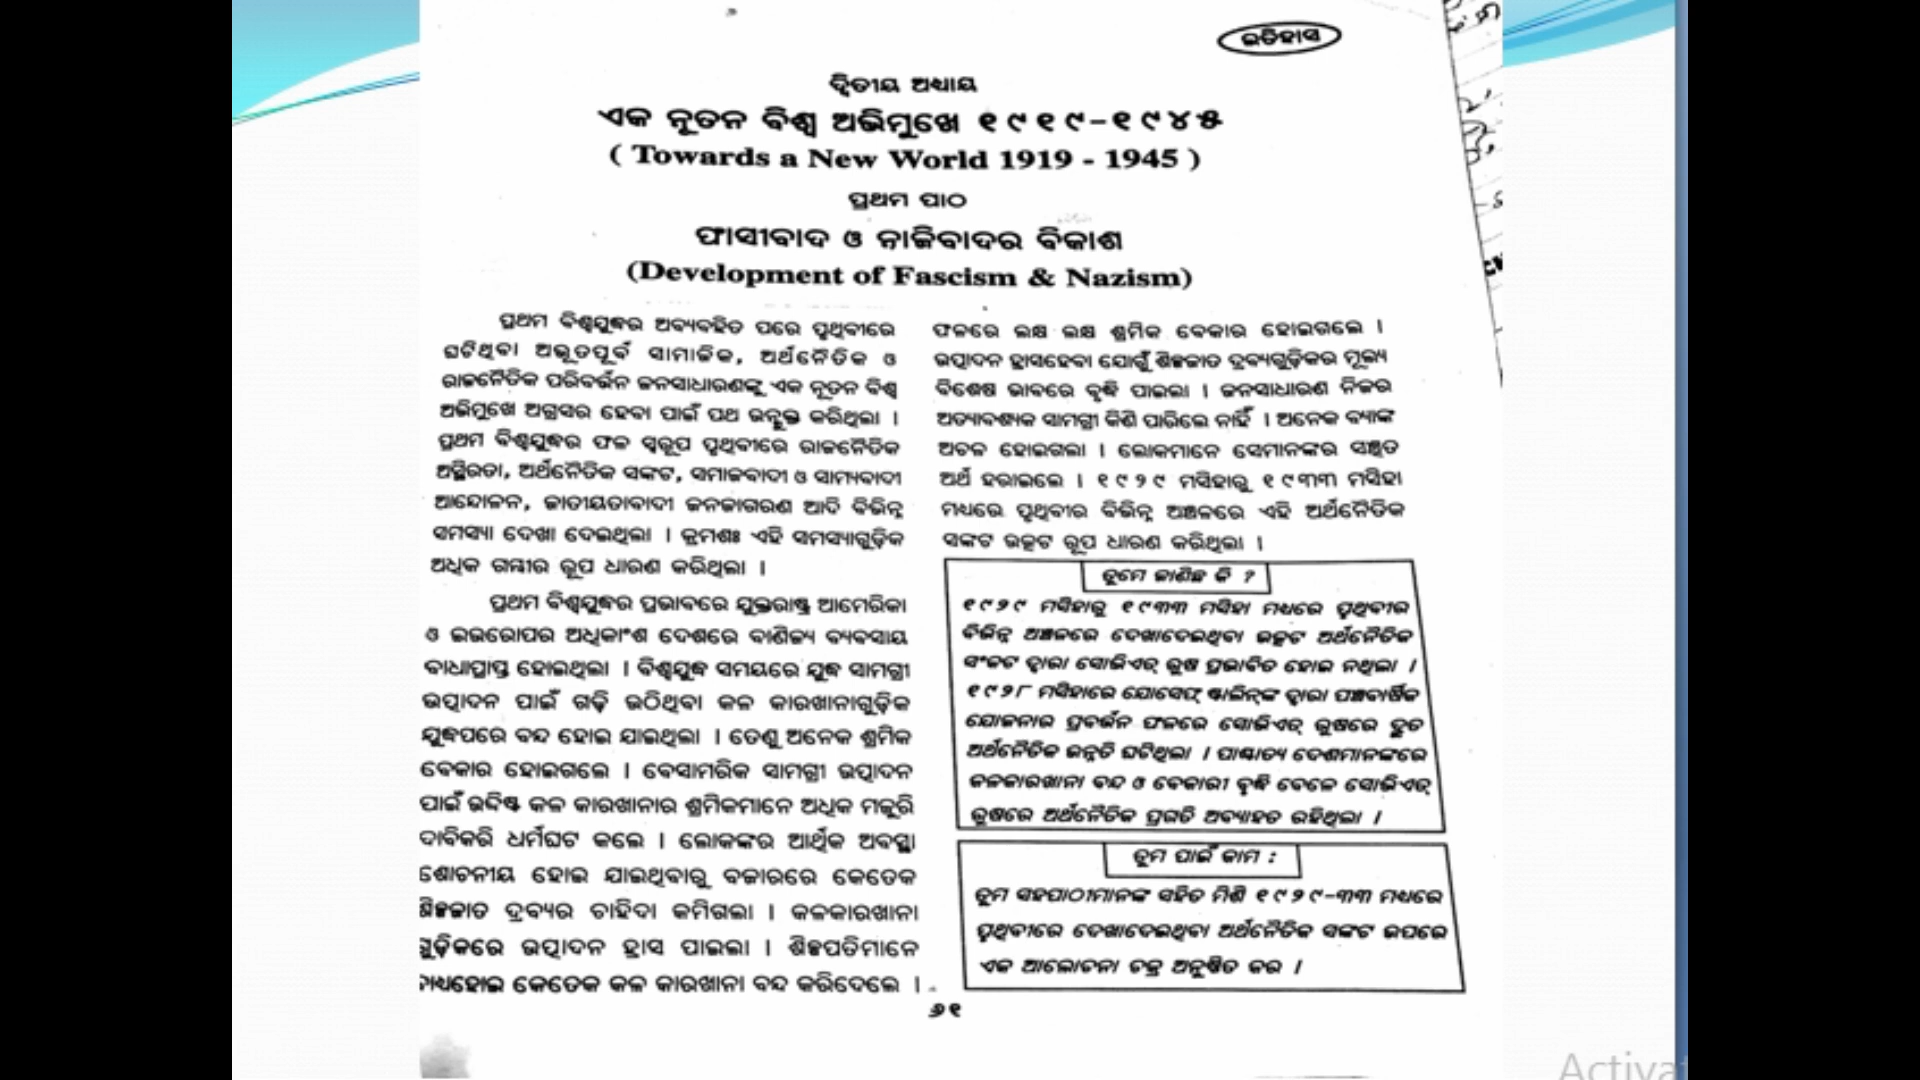 ଇତିହାସ
ଦ୍ଵିତୀୟ ଅଧ୍ୟାୟ
ଏକ ନୂତନ ବିଶ୍ୱ ଅଭିମୁଖେ ୧୯୧୯-୧୯୪୫
( Towards a New World 1919 - 1945 )
ପ୍ରଥମ ପାଠ
ଫାସୀବାଦ ଓ ନାଜିବାଦର ବିକାଶ
(Development of Fascism & Nazism)
ପ୍ରଥମ ବିଶ୍ୱଯୁଦ୍ଧର ଅବ୍ୟବହିତ ପରେ ପୃଥିବୀରେ
ଘଟିଥିବା ଅଭୂତପୂର୍ବ ସାମାଜିକ, ଅର୍ଥନୈତିକ ଓ
ରାଜନୈତିକ ପରିବର୍ତ୍ତନ ଜନସାଧାରଣଙ୍କୁ ଏକ ନୂତନ ବିଶ୍ୱ
ଅଭିମୁଖେ ଅଗ୍ରସର ହେବା ପାଇଁ ପଥ ଉନ୍ମୁକ୍ତ କରିଥିଲା ।
ପ୍ରଥମ ବିଶ୍ୱଯୁଦ୍ଧର ଫଳ ସ୍ୱରୂପ ପୃଥିବୀରେ ରାଜନୈତିକ
ଅସ୍ଥିରତା, ଅର୍ଥନୈତିକ ସଙ୍କଟ, ସମାଜବାଦୀ ଓ ସାମ୍ୟବାଦୀ
ଆନ୍ଦୋଳନ, ଜାତୀୟତାବାଦୀ ଜନଜାଗରଣ ଆଦି ବିଭିନ୍ନ
ସମସ୍ୟା ଦେଖା ଦେଇଥିଲା । କ୍ରମଶଃ ଏହି ସମସ୍ୟାଗୁଡ଼ିକ
ଅଧିକ ଗମ୍ଭୀର ରୂପ ଧାରଣ କରିଥିଲା ।
ପ୍ରଥମ ବିଶ୍ୱଯୁଦ୍ଧର ପ୍ରଭାବରେ ଯୁକ୍ତରାଷ୍ଟ୍ର ଆମେରିକା
ଓ ଇଉରୋପର ଅଧିକାଂଶ ଦେଶରେ ବାଣିଜ୍ୟ ବ୍ୟବସାୟ
ବାଧାପ୍ରାପ୍ତ ହୋଇଥିଲା । ବିଶ୍ୱଯୁଦ୍ଧ ସମୟରେ ଯୁଦ୍ଧ ସାମଗ୍ରୀ
ଉତ୍ପାଦନ ପାଇଁ ଗଢ଼ି ଉଠିଥିବା କଳ କାରଖାନାଗୁଡ଼ିକ
ଯୁଦ୍ଧପରେ ବନ୍ଦ ହୋଇ ଯାଇଥିଲା । ତେଣୁ ଅନେକ ଶ୍ରମିକ
ବେକାର ହୋଇଗଲେ । ବେସାମରିକ ସାମଗ୍ରୀ ଉତ୍ପାଦନ
ପାଇଁ ଉଦ୍ଦିଷ୍ଟ କଳ କାରଖାନାର ଶ୍ରମିକମାନେ ଅଧିକ ମଜୁରି
ଦାବିକରି ଧର୍ମଘଟ କଲେ । ଲୋକଙ୍କର ଆର୍ଥିକ ଅବସ୍ଥା
ଶୋଚନୀୟ ହୋଇ ଯାଇଥିବାରୁ ବଜାରରେ କେତେକ
ଶିଳ୍ପଜାତ ଦ୍ରବ୍ୟର ଚାହିଦା କମିଗଲା । କଳକାରଖାନା
ଗୁଡ଼ିକରେ ଉତ୍ପାଦନ ହ୍ରାସ ପାଇଲା । ଶିଳ୍ପପତିମାନେ
ବାଧ୍ୟହୋଇ କେତେକ କଳ କାରଖାନା ବନ୍ଦ କରିଦେଲେ ।
ଫଳରେ ଲକ୍ଷ ଲକ୍ଷ ଶ୍ରମିକ ବେକାର ହୋଇଗଲେ ।
ଉତ୍ପାଦନ ହ୍ରାସହେବା ଯୋଗୁଁ ଶିଳ୍ପଜାତ ଦ୍ରବ୍ୟଗୁଡ଼ିକର ମୂଲ୍ୟ
ବିଶେଷ ଭାବରେ ବୃଦ୍ଧି ପାଇଲା । ଜନସାଧାରଣ ନିଜର
ଅତ୍ୟାବଶ୍ୟକ ସାମଗ୍ରୀ କିଣି ପାରିଲେ ନାହିଁ । ଅନେକ ବ୍ୟାଙ୍କ
ଅଚଳ ହୋଇଗଲା । ଲୋକମାନେ ସେମାନଙ୍କର ସଞ୍ଚିତ
ଅର୍ଥ ହରାଇଲେ । ୧୯୨୯ ମସିହାରୁ ୧୯୩୩ ମସିହା
ମଧ୍ୟରେ ପୃଥିବୀର ବିଭିନ୍ନ ଅଞ୍ଚଳରେ ଏହି ଅର୍ଥନୈତିକ
ସଙ୍କଟ ଉତ୍କଟ ରୂପ ଧାରଣ କରିଥିଲା ।
ତୁମେ ଜାଣିଛ କି ?
୧୯୨୯ ମସିହାରୁ ୧୯୩୩ ମସିହା ମଧ୍ୟରେ ପୃଥିବୀର
ବିଭିନ୍ନ ଅଞ୍ଚଳରେ ଦେଖାଦେଇଥିବା ଉତ୍କଟ ଅର୍ଥନୈତିକ
ସଂକଟ ଦ୍ୱାରା ସୋଭିଏତ୍ ରୁଷ ପ୍ରଭାବିତ ହୋଇ ନଥିଲା ।
୧୯୨୮ ମସିହାରେ ଯୋସେଫ୍ ଷ୍ଟାଲିନ୍‌ଙ୍କ ଦ୍ୱାରା ପଞ୍ଚବାର୍ଷିକ
ଯୋଜନାର ପ୍ରବର୍ତ୍ତନ ଫଳରେ ସୋଭିଏତ୍ ରୁଷରେ ଦ୍ରୁତ
ଅର୍ଥନୈତିକ ଉନ୍ନତି ଘଟିଥିଲା । ପାଶ୍ଚାତ୍ୟ ଦେଶମାନଙ୍କରେ
କଳକାରଖାନା ବନ୍ଦ ଓ ବେକାରୀ ବୃଦ୍ଧି ବେଳେ ସୋଭିଏତ୍
ରୁଷରେ ଅର୍ଥନୈତିକ ପ୍ରଗତି ଅବ୍ୟାହତ ରହିଥିଲା ।
ତୁମ ପାଇଁ କାମ :
ତୁମ ସହପାଠୀମାନଙ୍କ ସହିତ ମିଶି ୧୯୨୯-୩୩ ମଧ୍ୟରେ
ପୃଥିବୀରେ ଦେଖାଦେଇଥିବା ଅର୍ଥନୈତିକ ସଙ୍କଟ ଉପରେ
ଏକ ଆଲୋଚନା ଚକ୍ର ଅନୁଷ୍ଠିତ କର ।
୬୧